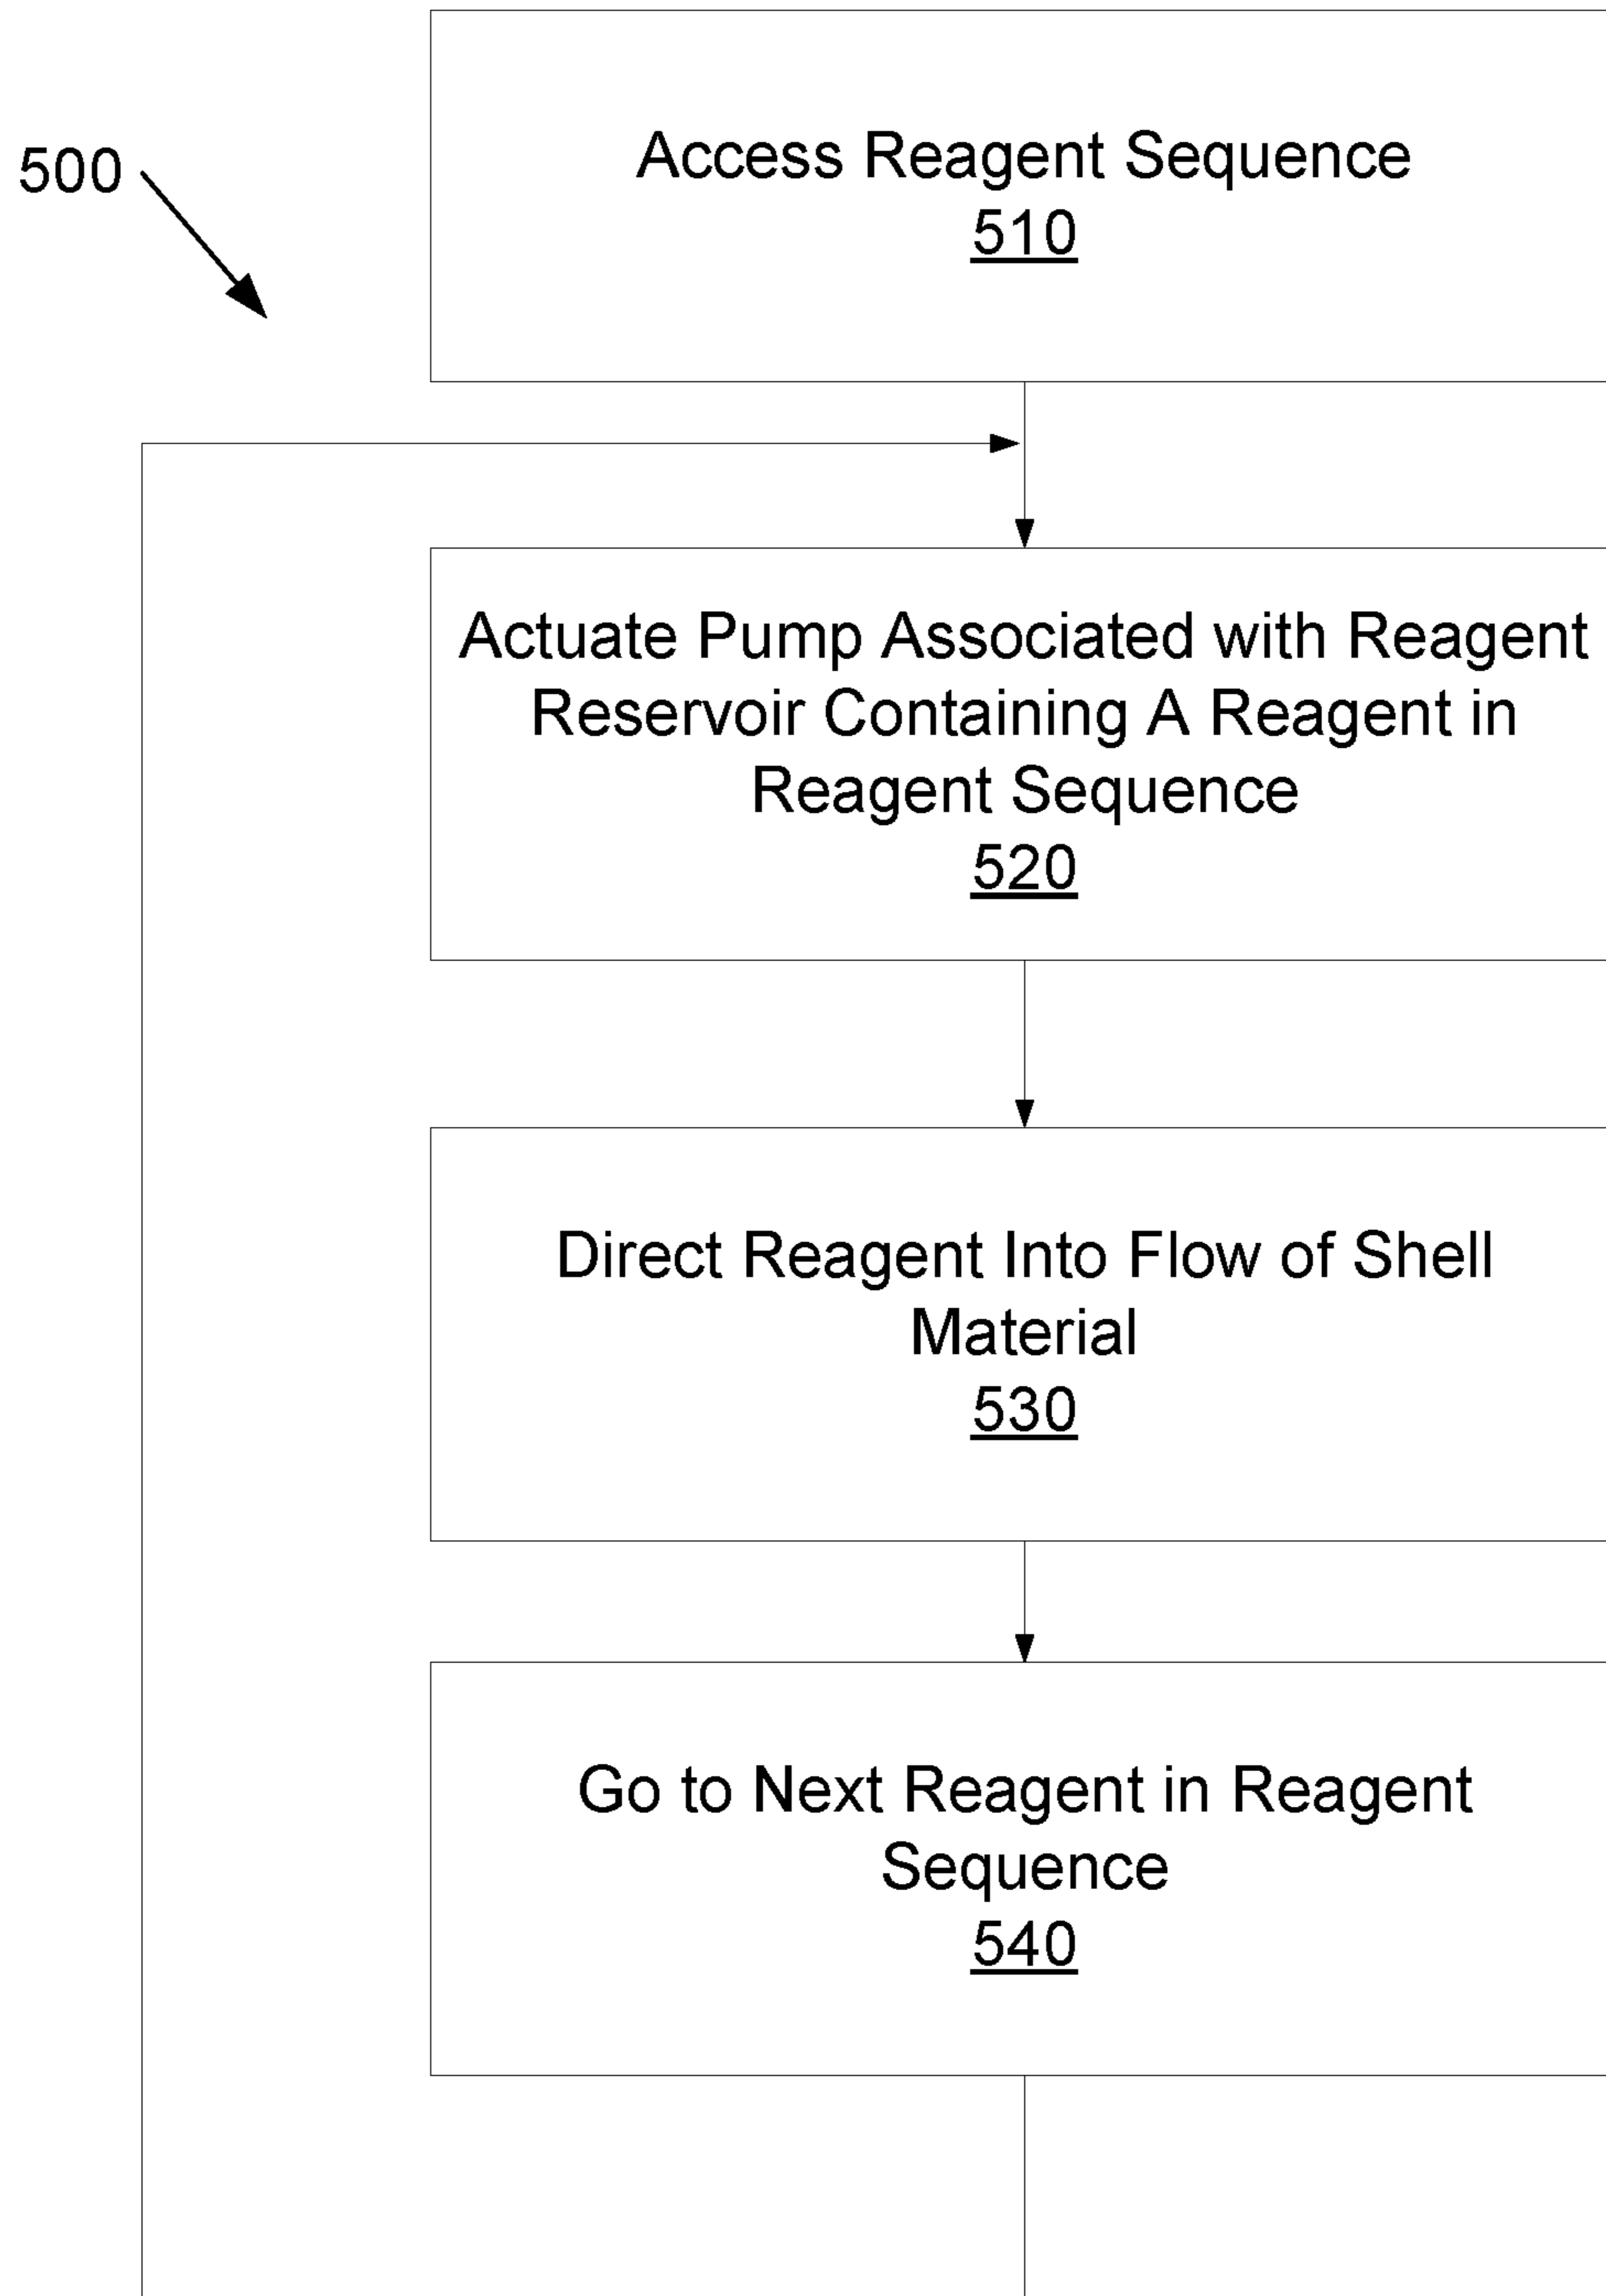 500
Access Reagent Sequence
510
Actuate Pump Associated with Reagent
Reservoir Containing A Reagent in
Reagent Sequence
520
Direct Reagent Into Flow of Shell
Material
530
Go to Next Reagent in Reagent
Sequence
540